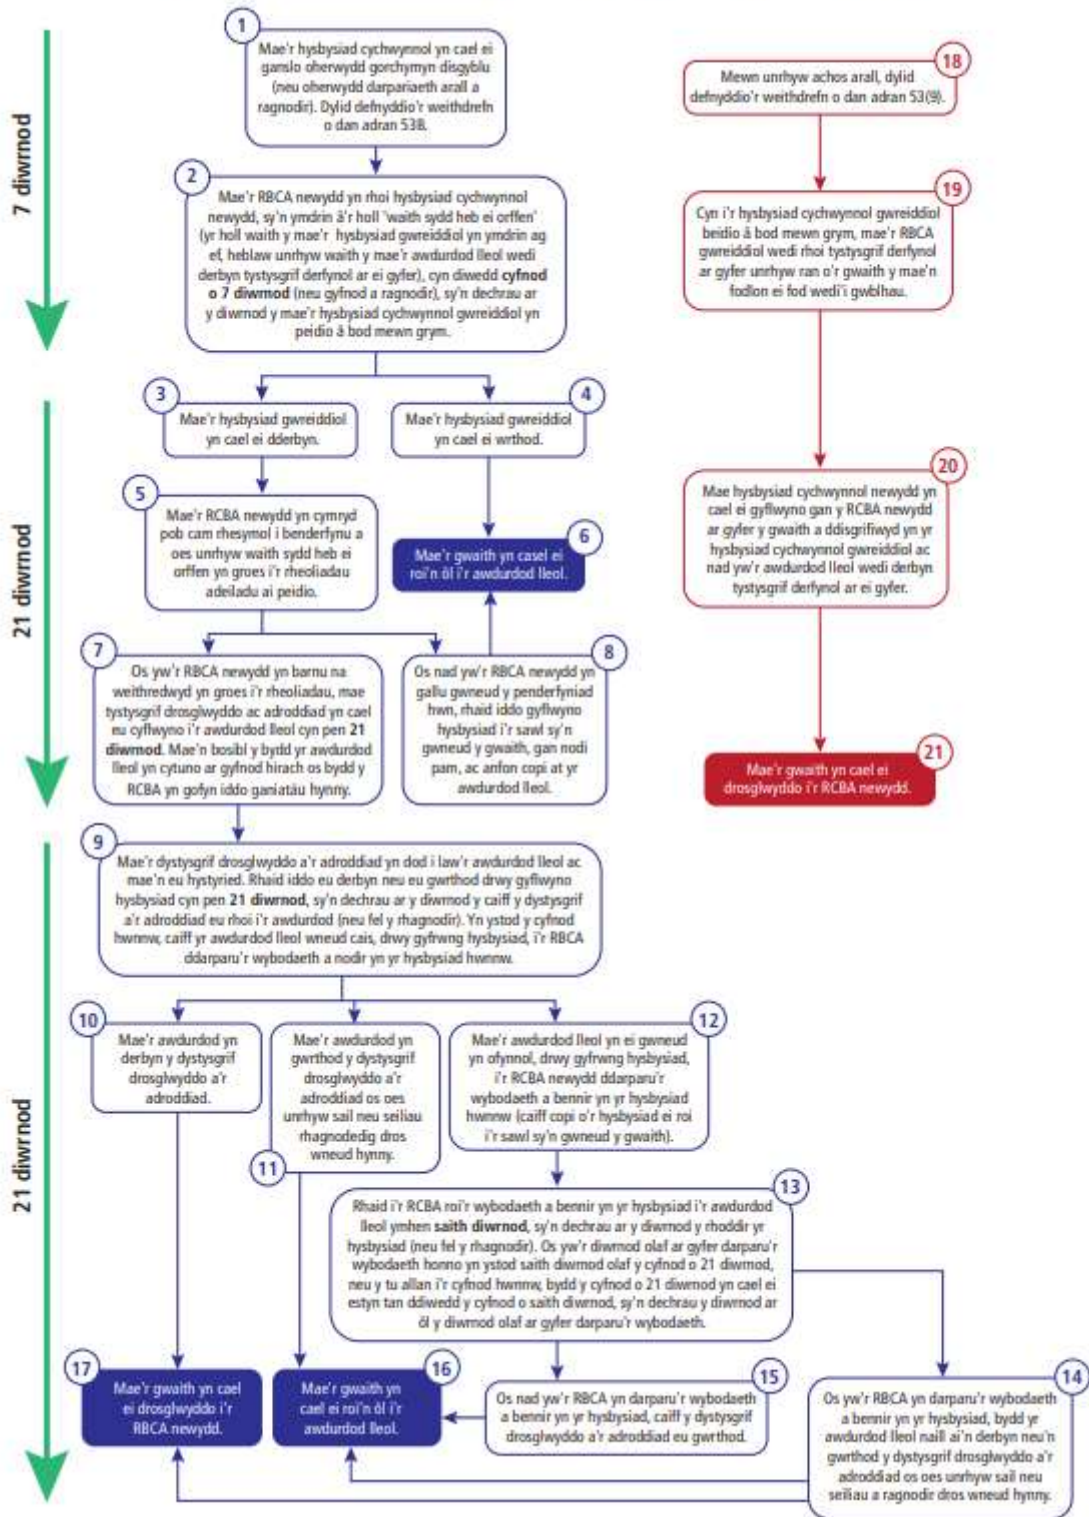 7 diwrnod
1
Mae'r hysbysiad cychwynnol yn cael ei
ganslo oherwydd gorchymyn disgyblu
(neu oherwydd darpariaeth arall a
ragnodir). Dylid defnyddio'r weithdrefn
o dan adran 53B.
2
Mae'r RBCA newydd yn rhoi hysbysiad cychwynnol
newydd, sy'n ymdrin â'r holl 'waith sydd heb ei orffen'
(yr holl waith y mae'r hysbysiad gwreiddiol yn ymdrin ag
ef, heblaw unrhyw waith y mae'r awdurdod lleol wedi
derbyn tystysgrif derfynol ar ei gyfer), cyn diwedd cyfnod
o 7 diwrnod (neu gyfnod a ragnodir), sy'n dechrau ar
y diwrnod y mae'r hysbysiad cychwynnol gwreiddiol yn
peidio â bod mewn grym.
21 diwrnod
3
Mae'r hysbysiad gwreiddiol
yn cael ei dderbyn.
4
Mae'r hysbysiad gwreiddiol
yn cael ei wrthod.
5
Mae'r RCBA newydd yn cymryd
pob cam rhesymol i benderfynu a
oes unrhyw waith sydd heb ei
orffen yn groes i'r rheoliadau
adeiladu ai peidio.
6
Mae'r gwaith yn casel ei
roi'n ôl i'r awdurdod lleol.
7
Os yw'r RBCA newydd yn barnu na
weithredwyd yn groes i'r rheoliadau, mae
tystysgrif drosglwyddo ac adroddiad yn cael
eu cyflwyno i'r awdurdod lleol cyn pen 21
diwrnod. Mae'n bosibl y bydd yr awdurdod
lleol yn cytuno ar gyfnod hirach os bydd y
RCBA yn gofyn iddo ganiatáu hynny.
8
Os nad yw'r RBCA newydd yn
gallu gwneud y penderfyniad
hwn, rhaid iddo gyflwyno
hysbysiad i'r sawl sy'n
gwneud y gwaith, gan nodi
pam, ac anfon copi at yr
awdurdod lleol.
21 diwrnod
9
Mae'r dystysgrif drosglwyddo a'r adroddiad yn dod i law'r awdurdod lleol ac
mae'n eu hystyried. Rhaid iddo eu derbyn neu eu gwrthod drwy gyflwyno
hysbysiad cyn pen 21 diwrnod, sy'n dechrau ar y diwrnod y caiff y dystysgrif
a'r adroddiad eu rhoi i'r awdurdod (neu fel y rhagnodir). Yn ystod y cyfnod
hwnnw, caiff yr awdurdod lleol wneud cais, drwy gyfrwng hysbysiad, i'r RBCA
ddarparu'r wybodaeth a nodir yn yr hysbysiad hwnnw.
10
Mae'r awdurdod yn
derbyn y dystysgrif
drosglwyddo a'r
adroddiad.
11
Mae'r awdurdod yn
gwrthod y dystysgrif
drosglwyddo a'r
adroddiad os oes
unrhyw sail neu seiliau
rhagnodedig dros
wneud hynny.
12
Mae'r awdurdod lleol yn ei gwneud
yn ofynnol, drwy gyfrwng hysbysiad,
i'r RCBA newydd ddarparu'r
wybodaeth a bennir yn yr hysbysiad
hwnnw (caiff copi o'r hysbysiad ei roi
i'r sawl sy'n gwneud y gwaith).
13
Rhaid i'r RCBA roi'r wybodaeth a bennir yn yr hysbysiad i'r awdurdod
lleol ymhen saith diwrnod, sy'n dechrau ar y diwrnod y rhoddir yr
hysbysiad (neu fel y rhagnodir). Os yw'r diwrnod olaf ar gyfer darparu'r
wybodaeth honno yn ystod saith diwrnod olaf y cyfnod o 21 diwrnod,
neu y tu allan i'r cyfnod hwnnw, bydd y cyfnod o 21 diwrnod yn cael ei
estyn tan ddiwedd y cyfnod o saith diwrnod, sy'n dechrau y diwrnod ar
ôl y diwrnod olaf ar gyfer darparu'r wybodaeth.
17
Mae'r gwaith yn cael
ei drosglwyddo i'r
RBCA newydd.
16
Mae'r gwaith yn
cael ei roi'n ôl i'r
awdurdod lleol.
15
Os nad yw'r RBCA yn darparu'r wybodaeth
a bennir yn yr hysbysiad, caiff y dystysgrif
drosglwyddo a'r adroddiad eu gwrthod.
14
Os yw'r RBCA yn darparu'r wybodaeth
a bennir yn yr hysbysiad, bydd yr
awdurdod lleol naill ai'n derbyn neu'n
gwrthod y dystysgrif drosglwyddo a'r
adroddiad os oes unrhyw sail neu
seiliau a ragnodir dros wneud hynny.
18
Mewn unrhyw achos arall, dylid
defnyddio'r weithdrefn o dan adran 53(9).
19
Cyn i'r hysbysiad cychwynnol gwreiddiol
beidio â bod mewn grym, mae'r RBCA
gwreiddiol wedi rhoi tystysgrif derfynol
ar gyfer unrhyw ran o'r gwaith y mae'n
fodlon ei fod wedi'i gwblhau.
20
Mae hysbysiad cychwynnol newydd yn
cael ei gyflwyno gan y RCBA newydd
ar gyfer y gwaith a ddisgrifiwyd yn yr
hysbysiad cychwynnol gwreiddiol ac
nad yw'r awdurdod lleol wedi derbyn
tystysgrif derfynol ar ei gyfer.
21
Mae'r gwaith yn cael ei
drosglwyddo i'r RCBA newydd.